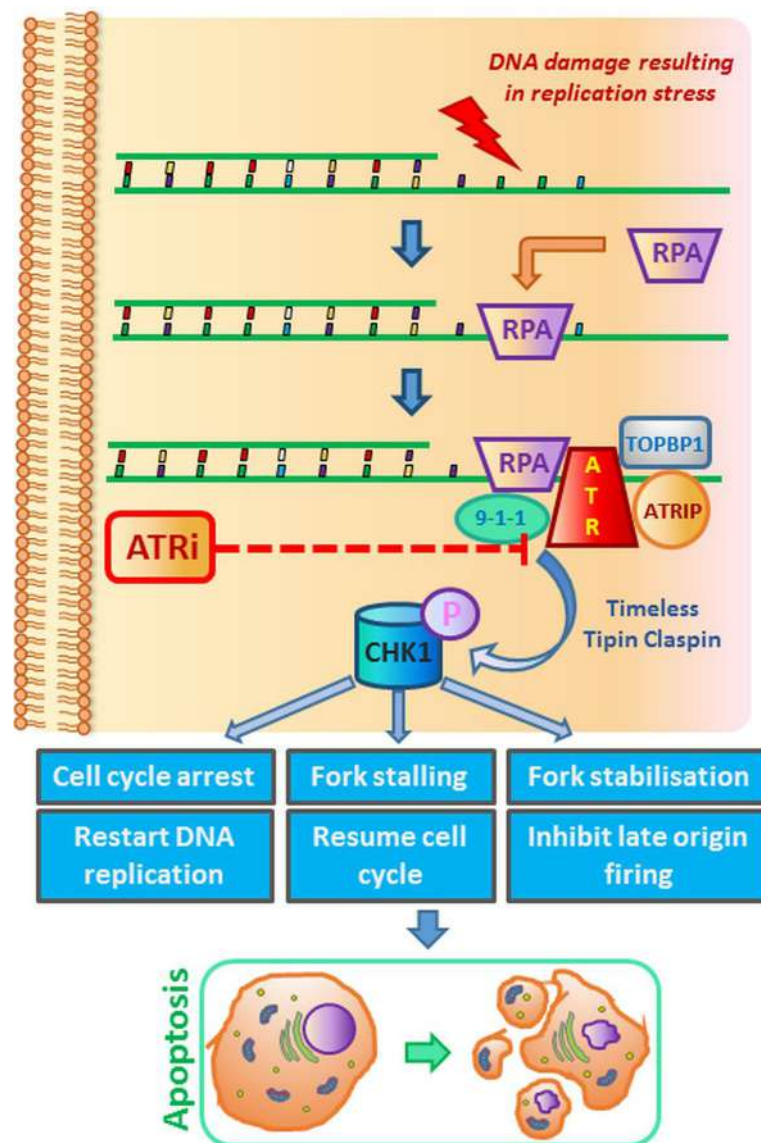 DNA damage resulting
in replication stress
RPA
RPA
RPA
ATR
TOPBP1
9-1-1
ATRIP
ATRi
Timeless
Tipin Claspin
P
CHK1
Cell cycle arrest
Fork stalling
Fork stabilisation
Restart DNA
replication
Resume cell
cycle
Inhibit late origin
firing
Apoptosis